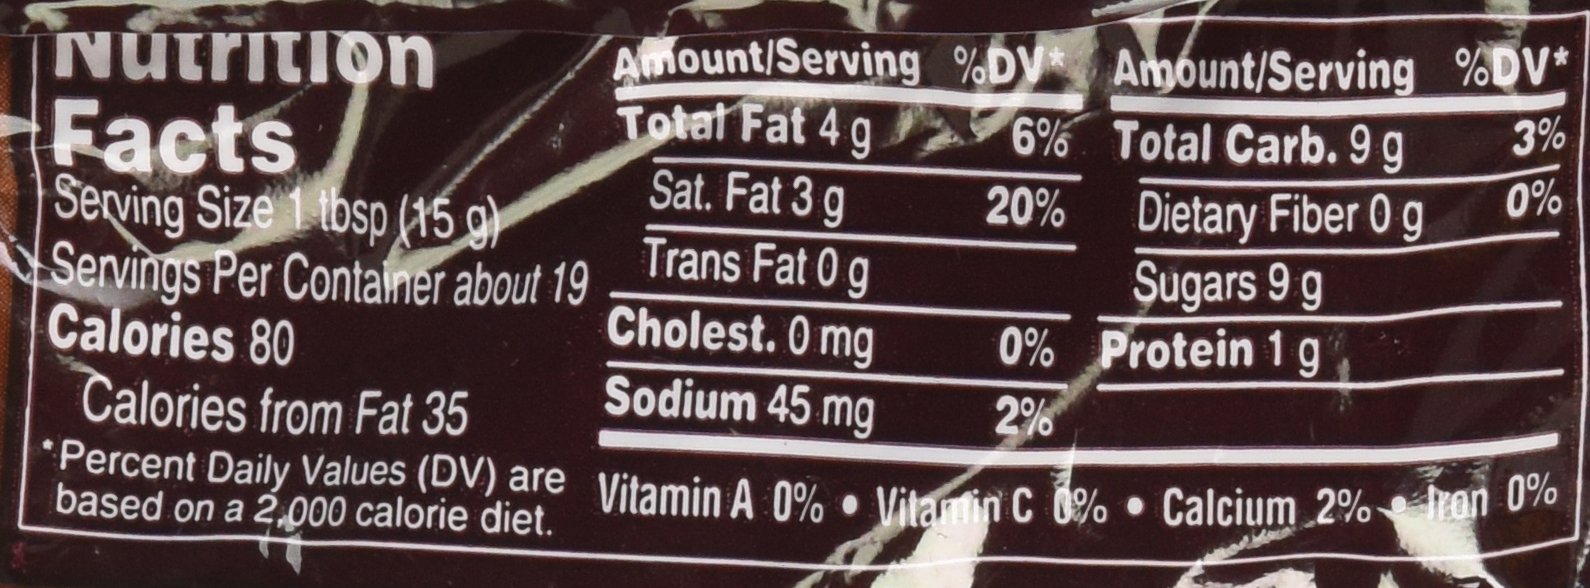 Nutrition
Facts
Serving Size 1 tbsp (15 g)
Servings Per Container about 19
Calories 80
Calories from Fat 35
*Percent Daily Values (DV) are
based on a 2,000 calorie diet.
Amount/Serving %DV*
Total Fat 4 g 6%
Sat. Fat 3 g 20%
Trans Fat 0 g
Cholest. 0 mg 0%
Sodium 45 mg 2%
Amount/Serving %DV*
Total Carb. 9 g 3%
Dietary Fiber 0 g 0%
Sugars 9 g
Protein 1 g
Vitamin A 0% • Vitamin C 0% • Calcium 2% • Iron 0%